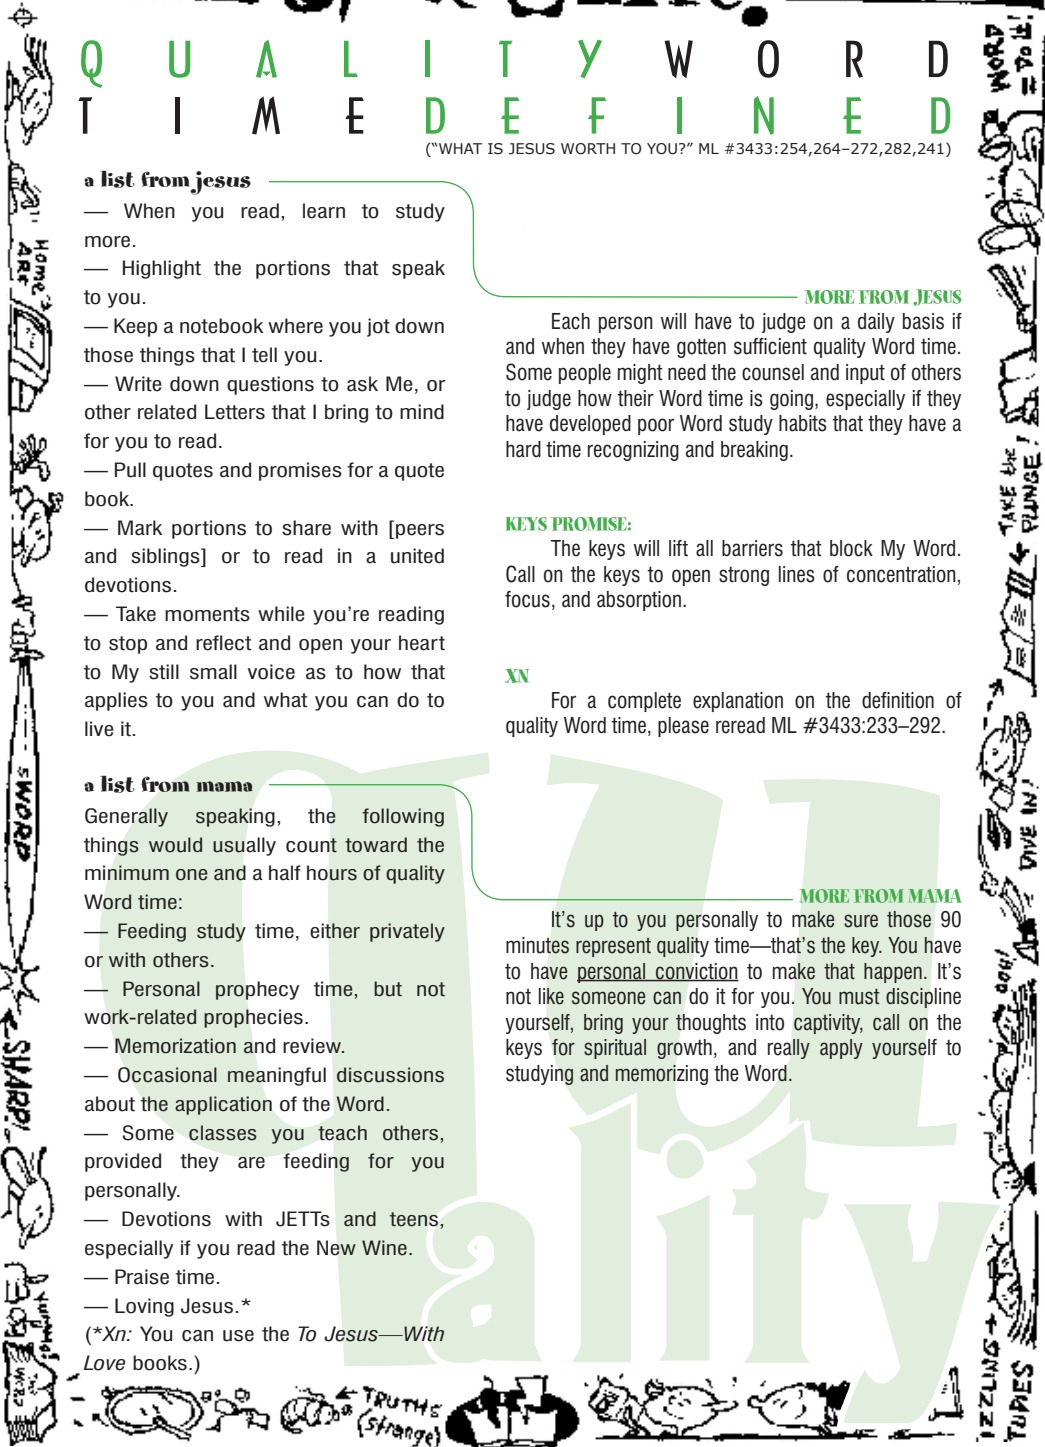 QUALITY WORD
TIME DEFINED
("WHAT IS JESUS WORTH TO YOU?" ML #3433:254,264–272,282,241)
a list from jesus
— When you read, learn to study
more.
— Highlight the portions that speak
to you.
— Keep a notebook where you jot down
those things that I tell you.
— Write down questions to ask Me, or
other related Letters that I bring to mind
for you to read.
— Pull quotes and promises for a quote
book.
— Mark portions to share with [peers
and siblings] or to read in a united
devotions.
— Take moments while you're reading
to stop and reflect and open your heart
to My still small voice as to how that
applies to you and what you can do to
live it.
a list from mama
Generally speaking, the following
things would usually count toward the
minimum one and a half hours of quality
Word time:
— Feeding study time, either privately
or with others.
— Personal prophecy time, but not
work-related prophecies.
— Memorization and review.
— Occasional meaningful discussions
about the application of the Word.
— Some classes you teach others,
provided they are feeding for you
personally.
— Devotions with JETTs and teens,
especially if you read the New Wine.
— Praise time.
— Loving Jesus.*
(*Xn: You can use the To Jesus—With
Love books.)
MORE FROM JESUS
Each person will have to judge on a daily basis if
and when they have gotten sufficient quality Word time.
Some people might need the counsel and input of others
to judge how their Word time is going, especially if they
have developed poor Word study habits that they have a
hard time recognizing and breaking.
KEYS PROMISE:
The keys will lift all barriers that block My Word.
Call on the keys to open strong lines of concentration,
focus, and absorption.
XN
For a complete explanation on the definition of
quality Word time, please reread ML #3433:233–292.
MORE FROM MAMA
It's up to you personally to make sure those 90
minutes represent quality time—that's the key. You have
to have personal conviction to make that happen. It's
not like someone can do it for you. You must discipline
yourself, bring your thoughts into captivity, call on the
keys for spiritual growth, and really apply yourself to
studying and memorizing the Word.
quality
HOME
ARE
SWORD
SHARP!
YUMMO!
WORD
TRUTHS
(strange)
WORD
= DO IT!
TAKE the
PLUNGE!
DIVE IN!
OOH!